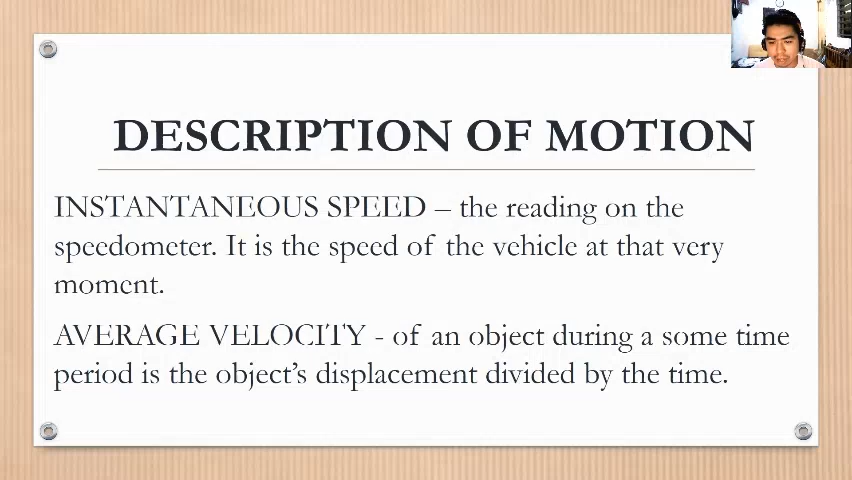 DESCRIPTION OF MOTION
INSTANTANEOUS SPEED – the reading on the
speedometer. It is the speed of the vehicle at that very
moment.
AVERAGE VELOCITY - of an object during a some time
period is the object's displacement divided by the time.